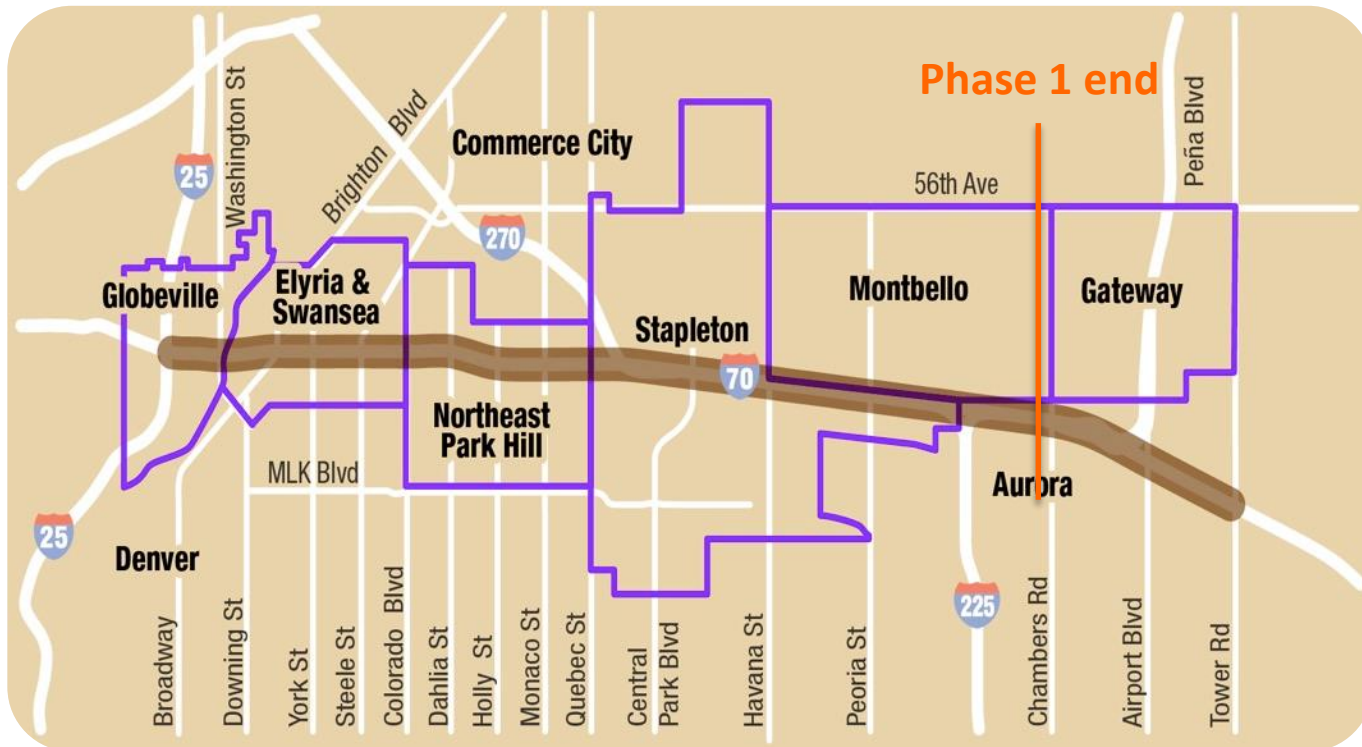 Phase 1 end
Peña Blvd
Washington St
Brighton Blvd
Commerce City
25
56th Ave
270
Globeville
Elyria &
Swansea
Montbello
Gateway
Stapleton
70
Northeast
Park Hill
MLK Blvd
Aurora
25
Denver
225
Broadway
Downing St
York St
Steele St
Colorado Blvd
Dahlia St
Holly St
Monaco St
Quebec St
Central
Park Blvd
Havana St
Peoria St
Chambers Rd
Airport Blvd
Tower Rd